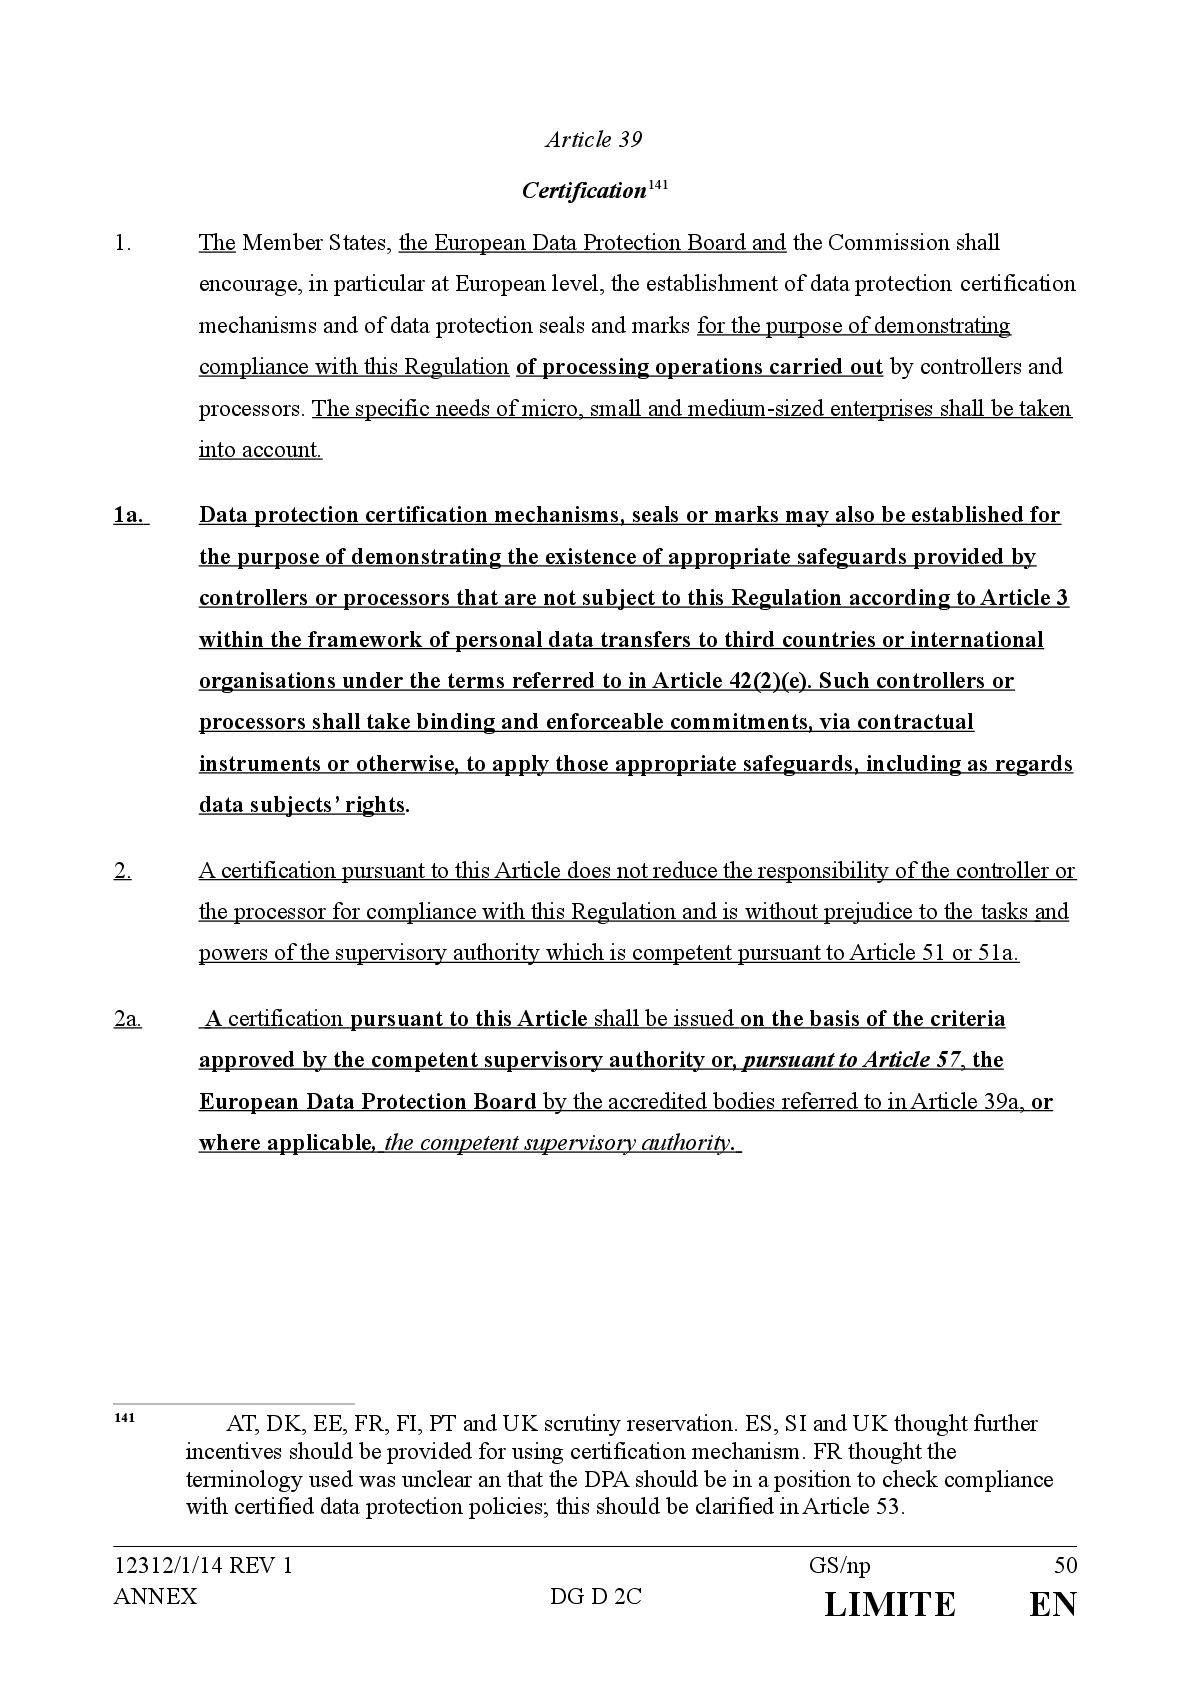 Article 39
Certification141
1. The Member States, the European Data Protection Board and the Commission shall
encourage, in particular at European level, the establishment of data protection certification
mechanisms and of data protection seals and marks for the purpose of demonstrating
compliance with this Regulation of processing operations carried out by controllers and
processors. The specific needs of micro, small and medium-sized enterprises shall be taken
into account.
1a. Data protection certification mechanisms, seals or marks may also be established for
the purpose of demonstrating the existence of appropriate safeguards provided by
controllers or processors that are not subject to this Regulation according to Article 3
within the framework of personal data transfers to third countries or international
organisations under the terms referred to in Article 42(2)(e). Such controllers or
processors shall take binding and enforceable commitments, via contractual
instruments or otherwise, to apply those appropriate safeguards, including as regards
data subjects’ rights.
2. A certification pursuant to this Article does not reduce the responsibility of the controller or
the processor for compliance with this Regulation and is without prejudice to the tasks and
powers of the supervisory authority which is competent pursuant to Article 51 or 51a.
2a. A certification pursuant to this Article shall be issued on the basis of the criteria
approved by the competent supervisory authority or, pursuant to Article 57, the
European Data Protection Board by the accredited bodies referred to in Article 39a, or
where applicable, the competent supervisory authority.
141 AT, DK, EE, FR, FI, PT and UK scrutiny reservation. ES, SI and UK thought further
incentives should be provided for using certification mechanism. FR thought the
terminology used was unclear an that the DPA should be in a position to check compliance
with certified data protection policies; this should be clarified in Article 53.
12312/1/14 REV 1 GS/np 50
ANNEX DG D 2C LIMITE EN